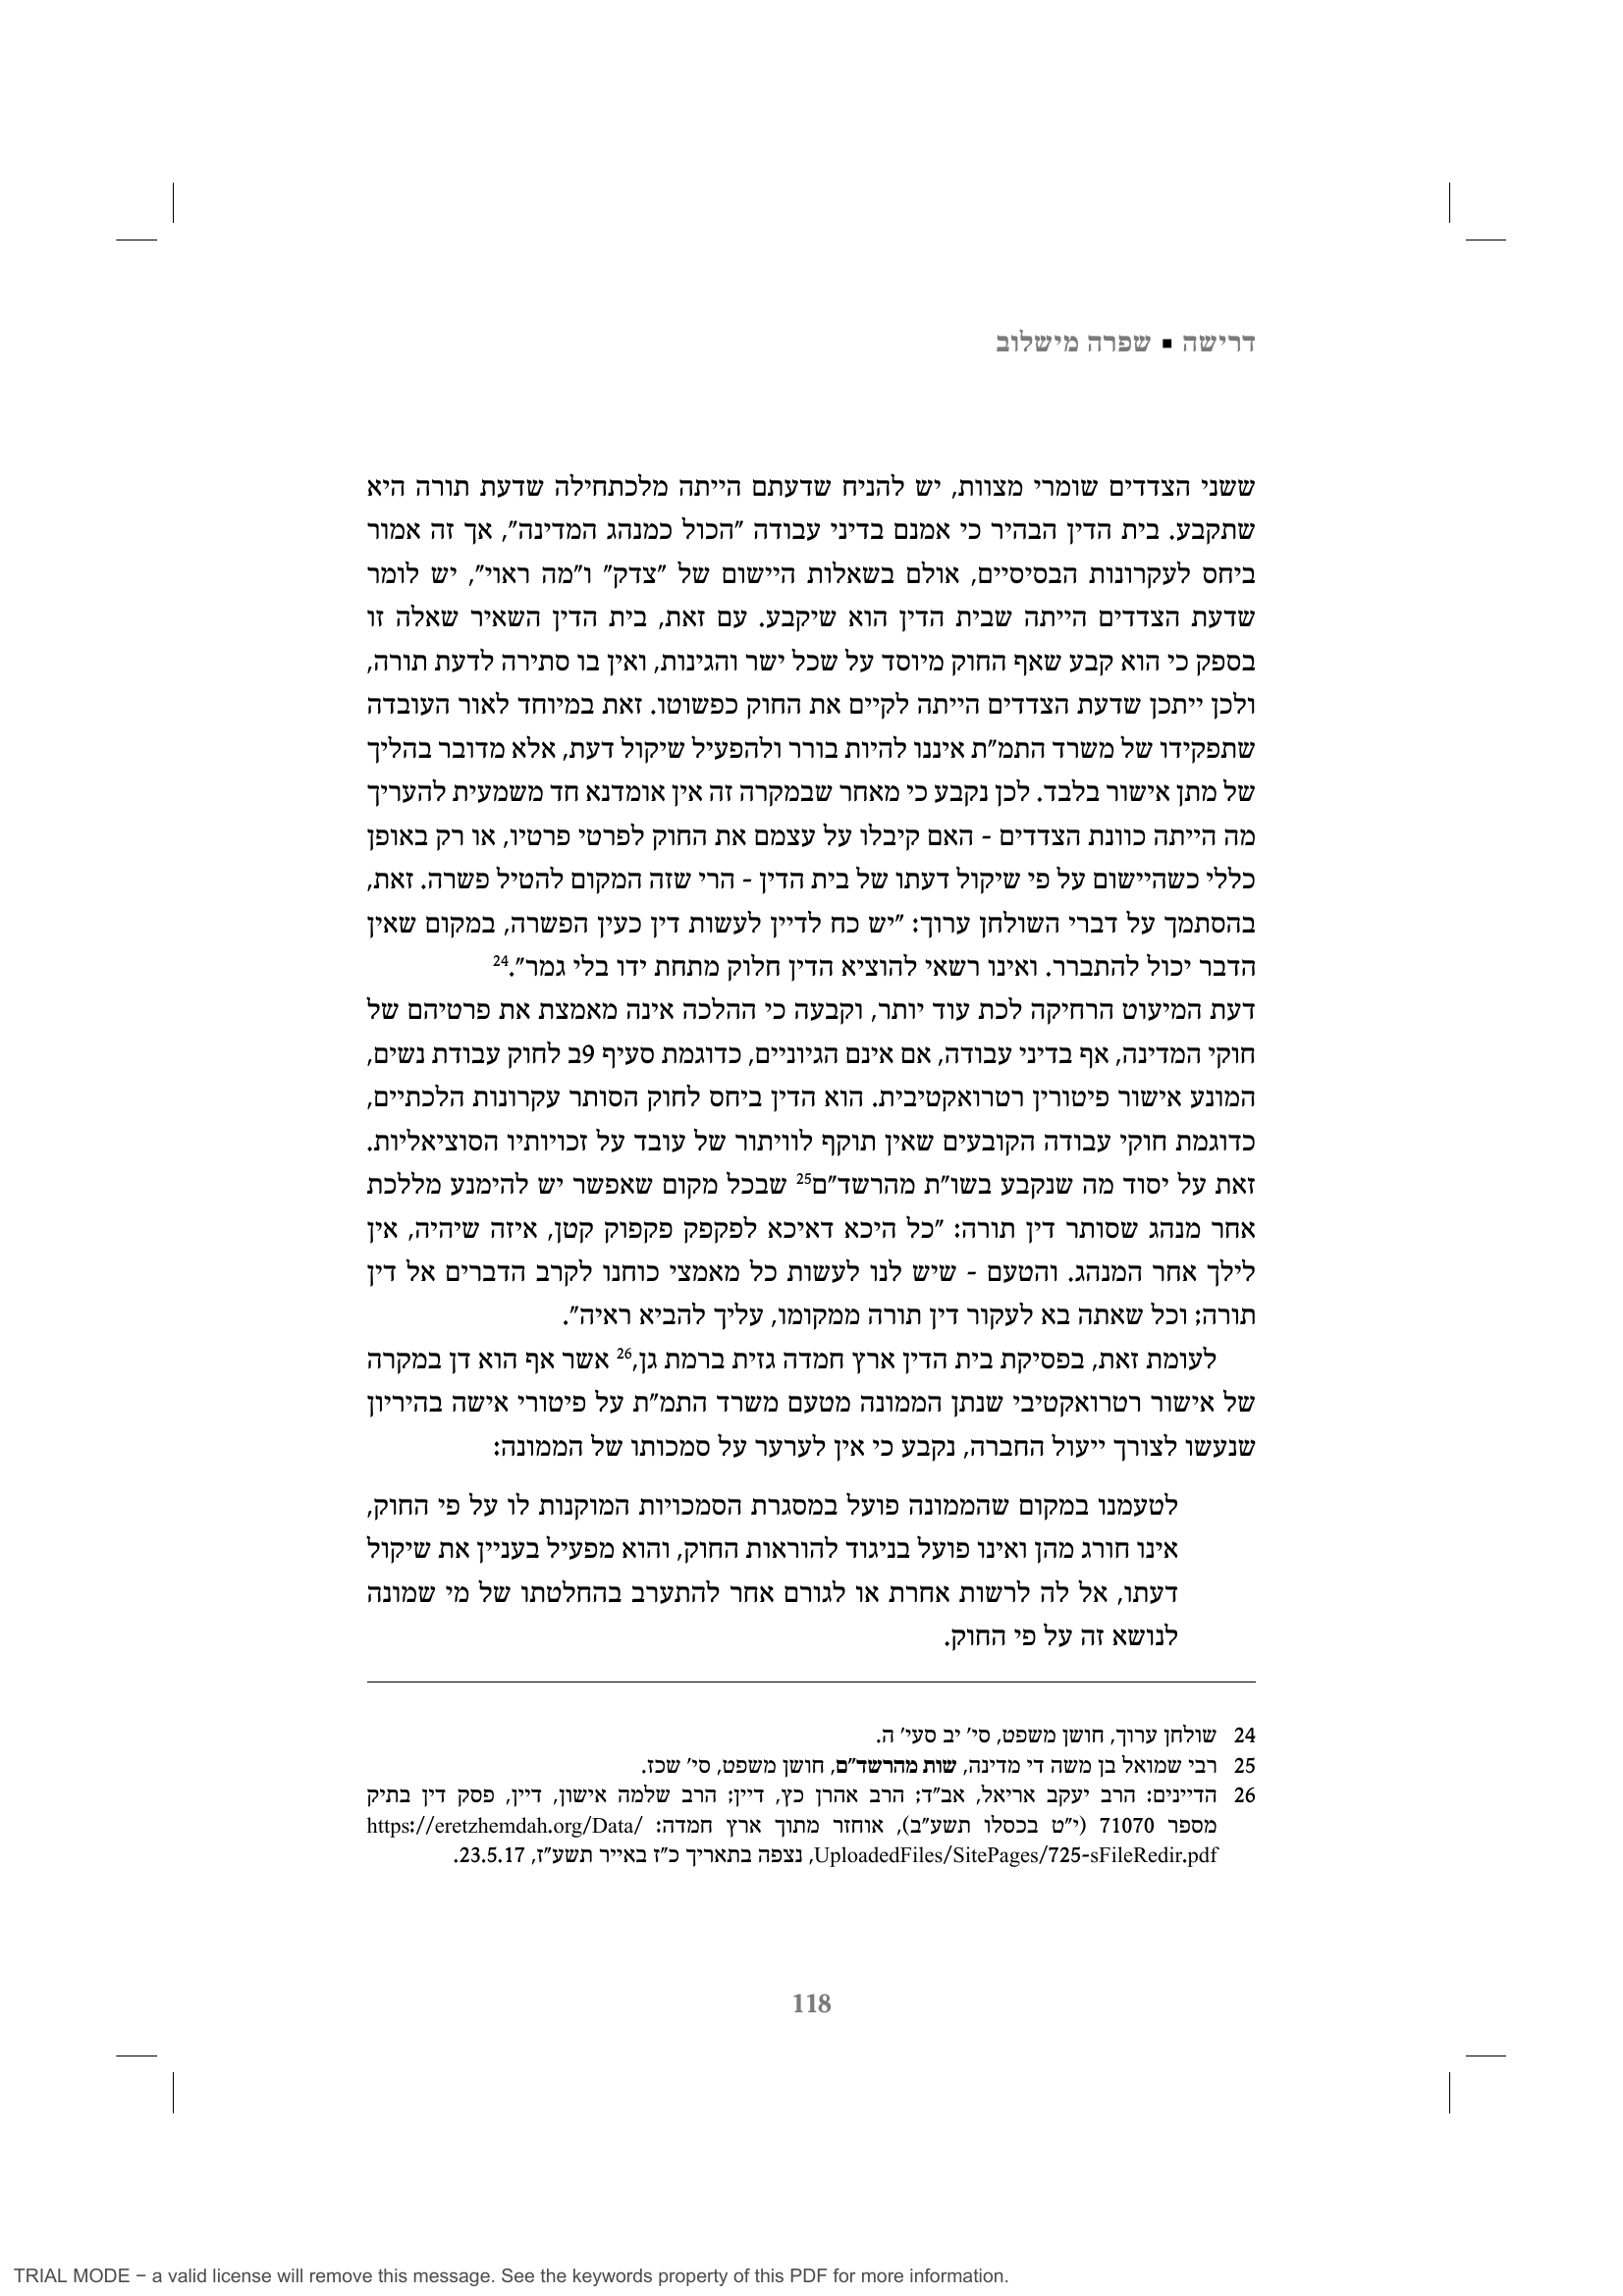 דרישה ▪ שפרה מישלוב
ששני הצדדים שומרי מצוות, יש להניח שדעתם הייתה מלכתחילה שדעת תורה היא
שתקבע. בית הדין הבהיר כי אמנם בדיני עבודה "הכול כמנהג המדינה", אך זה אמור
ביחס לעקרונות הבסיסיים, אולם בשאלות היישום של "צדק" ו"מה ראוי", יש לומר
שדעת הצדדים הייתה שבית הדין הוא שיקבע. עם זאת, בית הדין השאיר שאלה זו
בספק כי הוא קבע שאף החוק מיוסד על שכל ישר והגינות, ואין בו סתירה לדעת תורה,
ולכן ייתכן שדעת הצדדים הייתה לקיים את החוק כפשוטו. זאת במיוחד לאור העובדה
שתפקידו של משרד התמ"ת איננו להיות בורר ולהפעיל שיקול דעת, אלא מדובר בהליך
של מתן אישור בלבד. לכן נקבע כי מאחר שבמקרה זה אין אומדנא חד משמעית להעריך
מה הייתה כוונת הצדדים - האם קיבלו על עצמם את החוק לפרטי פרטיו, או רק באופן
כללי כשהיישום על פי שיקול דעתו של בית הדין - הרי שזה המקום להטיל פשרה. זאת,
בהסתמך על דברי השולחן ערוך: "יש כח לדיין לעשות דין כעין הפשרה, במקום שאין
הדבר יכול להתברר. ואינו רשאי להוציא הדין חלוק מתחת ידו בלי גמר".24
דעת המיעוט הרחיקה לכת עוד יותר, וקבעה כי ההלכה אינה מאמצת את פרטיהם של
חוקי המדינה, אף בדיני עבודה, אם אינם הגיוניים, כדוגמת סעיף 9ב לחוק עבודת נשים,
המונע אישור פיטורין רטרואקטיבית. הוא הדין ביחס לחוק הסותר עקרונות הלכתיים,
כדוגמת חוקי עבודה הקובעים שאין תוקף לוויתור של עובד על זכויותיו הסוציאליות.
זאת על יסוד מה שנקבע בשו"ת מהרשד"ם25 שבכל מקום שאפשר יש להימנע מללכת
אחר מנהג שסותר דין תורה: "כל היכא דאיכא לפקפק פקפוק קטן, איזה שיהיה, אין
לילך אחר המנהג. והטעם - שיש לנו לעשות כל מאמצי כוחנו לקרב הדברים אל דין
תורה; וכל שאתה בא לעקור דין תורה ממקומו, עליך להביא ראיה".
לעומת זאת, בפסיקת בית הדין ארץ חמדה גזית ברמת גן,26 אשר אף הוא דן במקרה
של אישור רטרואקטיבי שנתן הממונה מטעם משרד התמ"ת על פיטורי אישה בהיריון
שנעשו לצורך ייעול החברה, נקבע כי אין לערער על סמכותו של הממונה:
לטעמנו במקום שהממונה פועל במסגרת הסמכויות המוקנות לו על פי החוק,
אינו חורג מהן ואינו פועל בניגוד להוראות החוק, והוא מפעיל בעניין את שיקול
דעתו, אל לה לרשות אחרת או לגורם אחר להתערב בהחלטתו של מי שמונה
לנושא זה על פי החוק.
24 שולחן ערוך, חושן משפט, סי' יב סעי' ה.
25 רבי שמואל בן משה די מדינה, שות מהרשד"ם, חושן משפט, סי' שכז.
26 הדיינים: הרב יעקב אריאל, אב"ד; הרב אהרן כץ, דיין; הרב שלמה אישון, דיין, פסק דין בתיק
מספר 71070 (י"ט בכסלו תשע"ב), אוחזר מתוך ארץ חמדה: https://eretzhemdah.org/Data/
UploadedFiles/SitePages/725-sFileRedir.pdf, נצפה בתאריך כ"ז באייר תשע"ז, 23.5.17.
118
TRIAL MODE − a valid license will remove this message. See the keywords property of this PDF for more information.